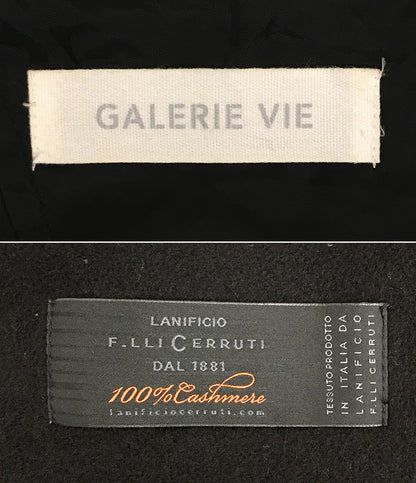 GALERIE VIE
LANIFICIO
F.LLI CERRUTI
DAL 1881
100% Cashmere
lanificiocerruti.com
TESSUTO PRODOTTO
IN ITALIA DA
LANIFICIO
F.LLI CERRUTI